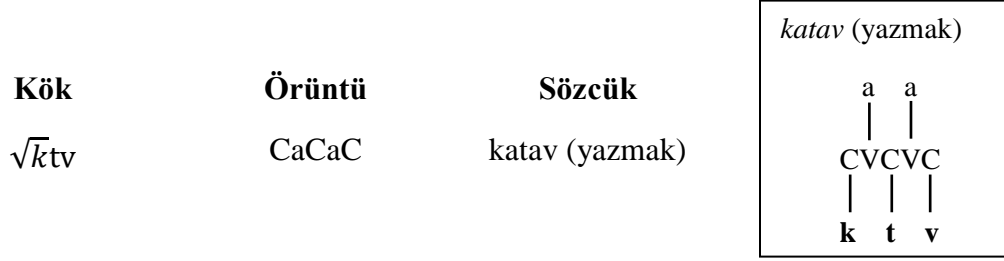 katav (yazmak)
Kök Örüntü Sözcük
√ktv CaCaC katav (yazmak)
a a
CVCVC
k t v